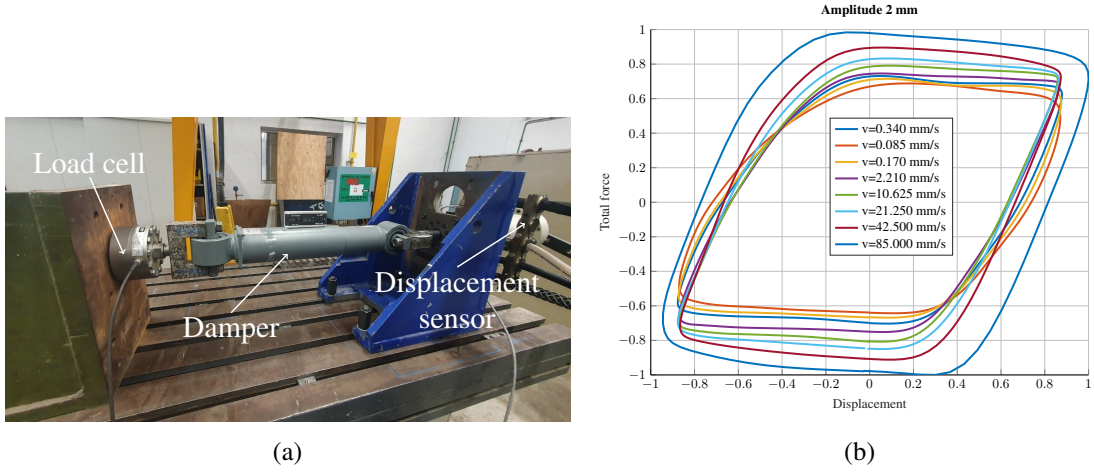 Load cell
Damper
Displacement
sensor
(a)
Amplitude 2 mm
Total force
1
0.8
0.6
0.4
0.2
0
−0.2
−0.4
−0.6
−0.8
−1
v=0.340 mm/s
v=0.085 mm/s
v=0.170 mm/s
v=2.210 mm/s
v=10.625 mm/s
v=21.250 mm/s
v=42.500 mm/s
v=85.000 mm/s
−1 −0.8 −0.6 −0.4 −0.2 0 0.2 0.4 0.6 0.8 1
Displacement
(b)